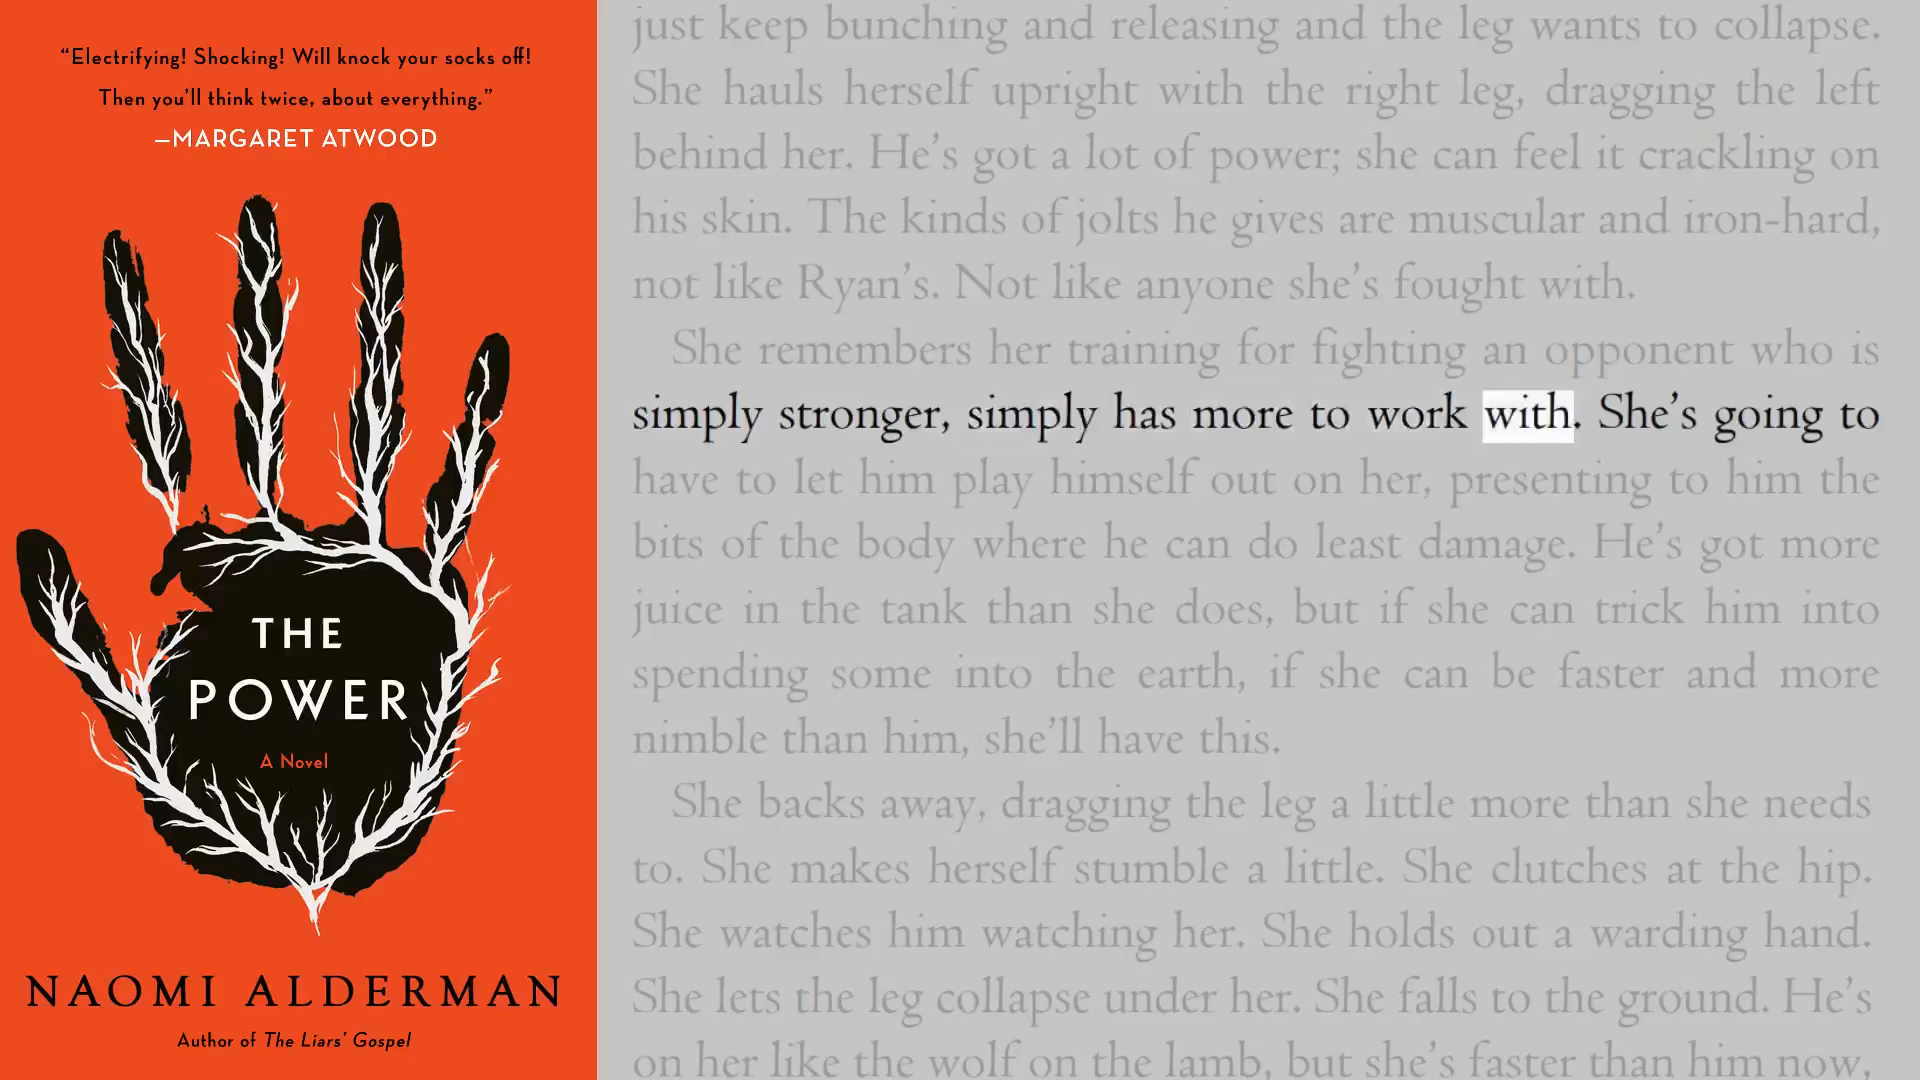 “Electrifying! Shocking! Will knock your socks off!
Then you’ll think twice, about everything.”
—MARGARET ATWOOD
THE
POWER
A Novel
NAOMI ALDERMAN
Author of The Liars’ Gospel
just keep bunching and releasing and the leg wants to collapse.
She hauls herself upright with the right leg, dragging the left
behind her. He’s got a lot of power; she can feel it crackling on
his skin. The kinds of jolts he gives are muscular and iron-hard,
not like Ryan’s. Not like anyone she’s fought with.
She remembers her training for fighting an opponent who is
simply stronger, simply has more to work with. She’s going to
have to let him play himself out on her, presenting to him the
bits of the body where he can do least damage. He’s got more
juice in the tank than she does, but if she can trick him into
spending some into the earth, if she can be faster and more
nimble than him, she’ll have this.
She backs away, dragging the leg a little more than she needs
to. She makes herself stumble a little. She clutches at the hip.
She watches him watching her. She holds out a warding hand.
She lets the leg collapse under her. She falls to the ground. He’s
on her like the wolf on the lamb, but she’s faster than him now,